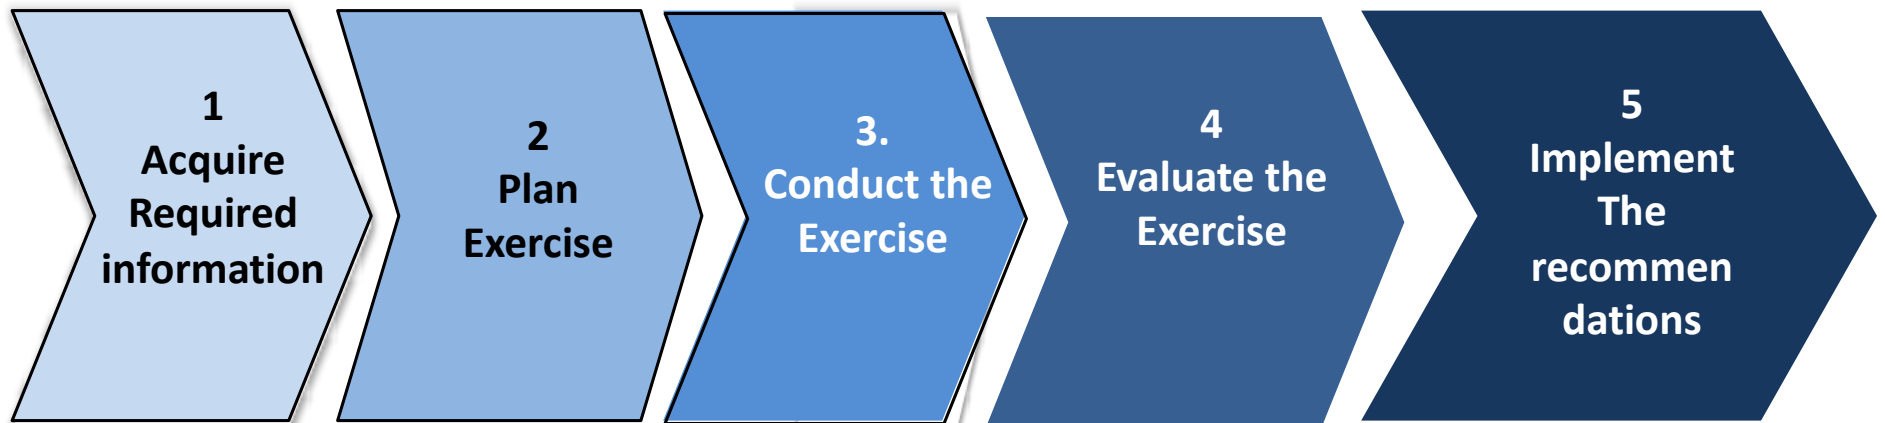 1
Acquire
Required
information
2
Plan
Exercise
3.
Conduct the
Exercise
4
Evaluate the
Exercise
5
Implement
The
recommen
dations